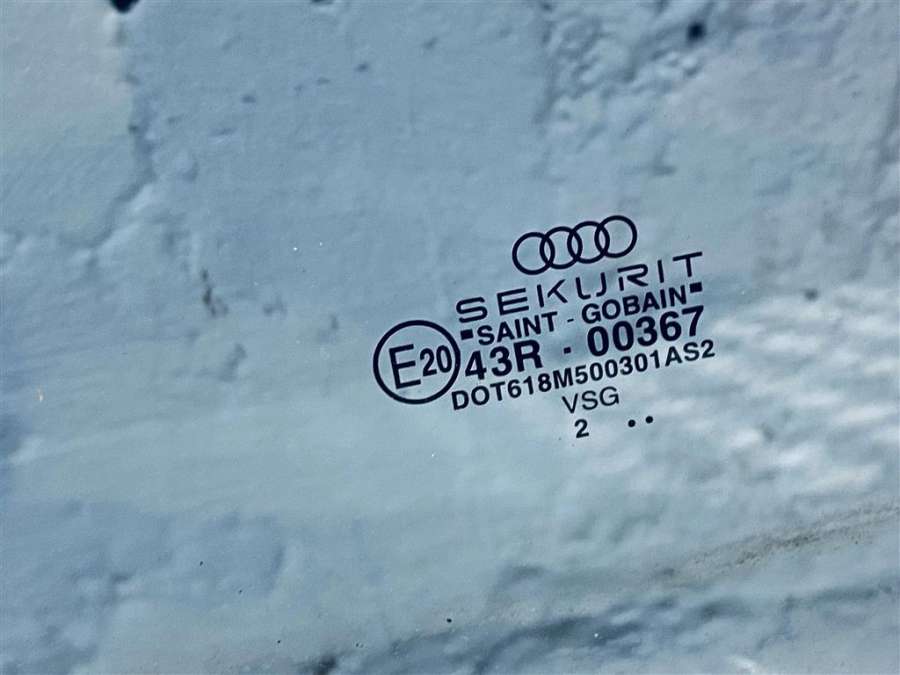 SEKURIT
"SAINT - GOBAIN"
E20 43R · 00367
DOT618M500301AS2
VSG
2 ··